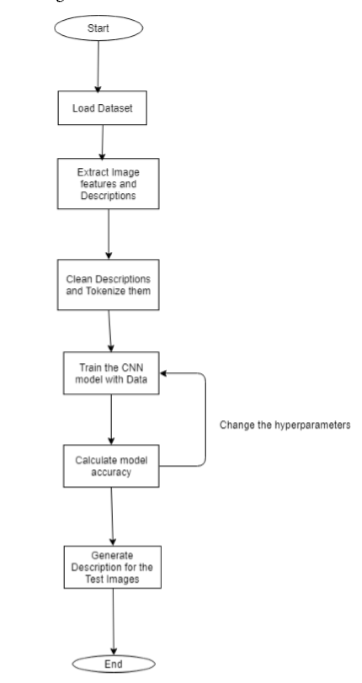 Start
Load Dataset
Extract Image
features and
Descriptions
Clean Descriptions
and Tokenize them
Train the CNN
model with Data
Change the hyperparameters
Calculate model
accuracy
Generate
Description for the
Test Images
End